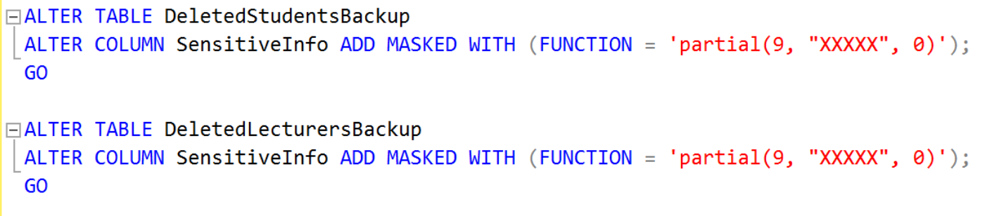 ALTER TABLE DeletedStudentsBackup
ALTER COLUMN SensitiveInfo ADD MASKED WITH (FUNCTION = 'partial(9, "XXXXX", 0)');
GO
ALTER TABLE DeletedLecturersBackup
ALTER COLUMN SensitiveInfo ADD MASKED WITH (FUNCTION = 'partial(9, "XXXXX", 0)');
GO